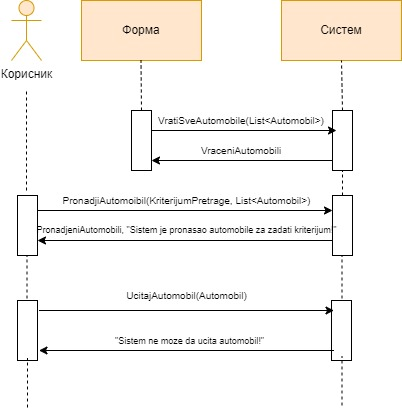 Форма
Систем
Корисник
VratiSveAutomobile(List<Automobil>)
VraceniAutomobili
PronadjiAutomoibil(KriterijumPretrage, List<Automobil>)
PronadjeniAutomobili, "Sistem je pronasao automobile za zadati kriterijum!"
UcitajAutomobil(Automobil)
"Sistem ne moze da ucita automobil!"